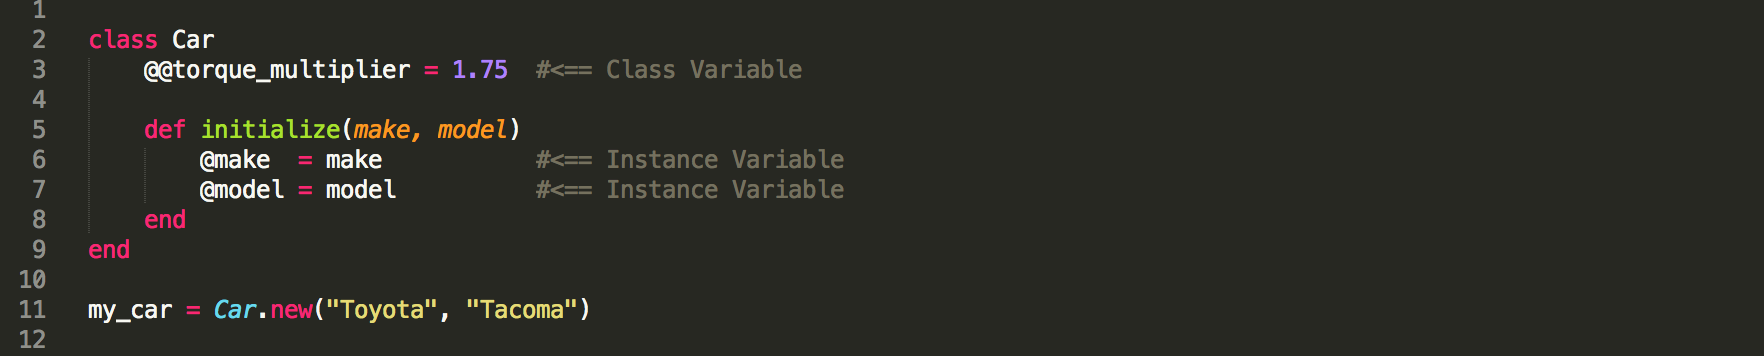 1
2 class Car
3 @@torque_multiplier = 1.75 #<== Class Variable
4
5 def initialize(make, model)
6 @make = make #<== Instance Variable
7 @model = model #<== Instance Variable
8 end
9 end
10
11 my_car = Car.new("Toyota", "Tacoma")
12